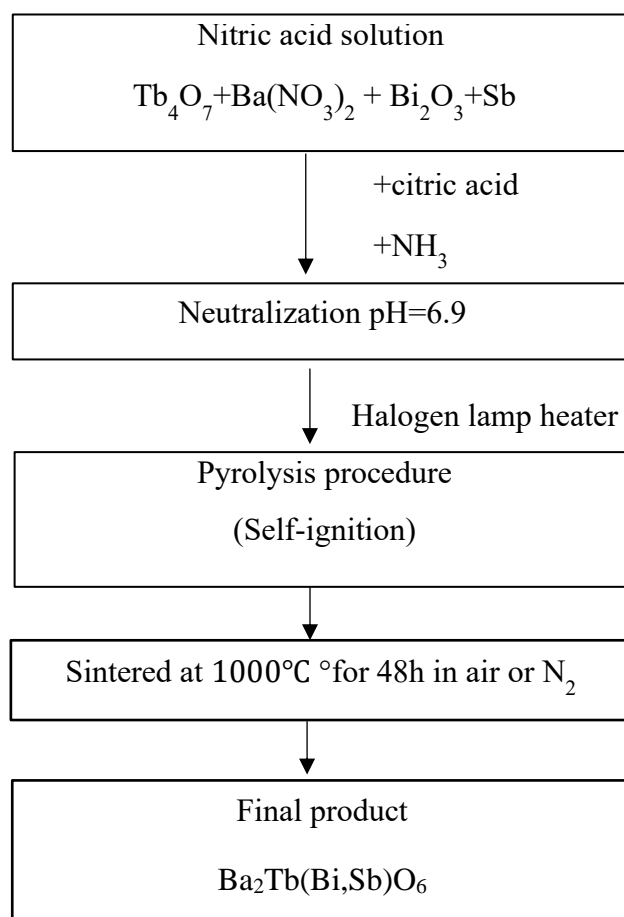 Nitric acid solution
Tb₄O₇+Ba(NO₃)₂ + Bi₂O₃+Sb
+citric acid
+NH₃
Neutralization pH=6.9
Halogen lamp heater
Pyrolysis procedure
(Self-ignition)
Sintered at 1000℃ °for 48h in air or N₂
Final product
Ba₂Tb(Bi,Sb)O₆